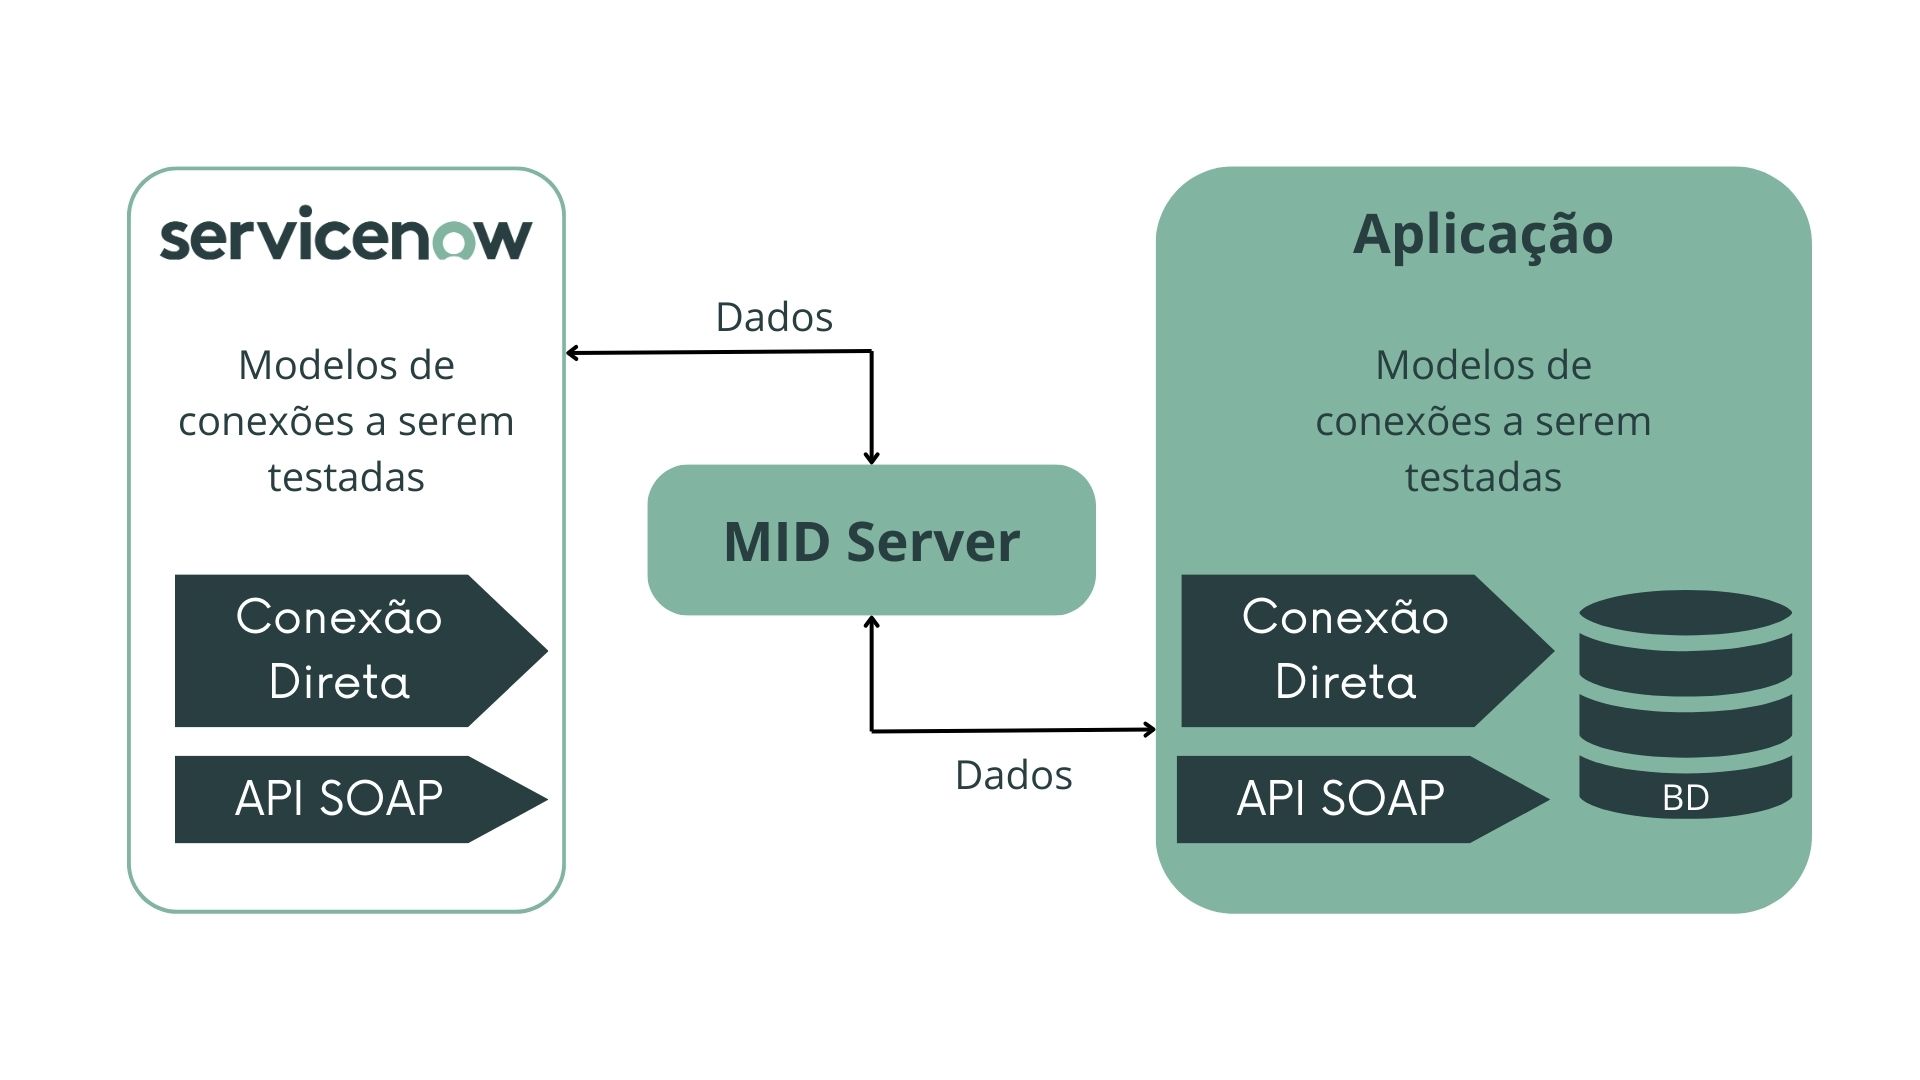 servicenow
Modelos de
conexões a serem
testadas
Conexão
Direta
API SOAP
Dados
MID Server
Dados
Aplicação
Modelos de
conexões a serem
testadas
Conexão
Direta
API SOAP
BD